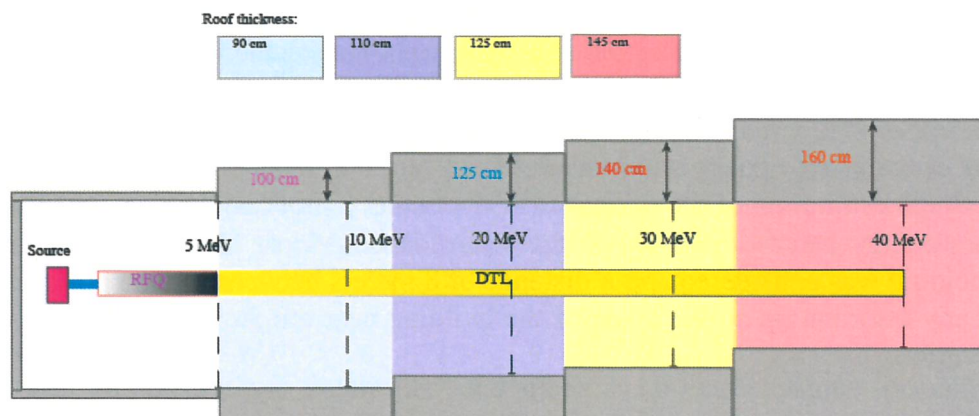 Roof thickness:
90 cm
110 cm
125 cm
145 cm
100 cm
125 cm
140 cm
160 cm
5 MeV
10 MeV
20 MeV
30 MeV
40 MeV
Source
RFQ
DTL